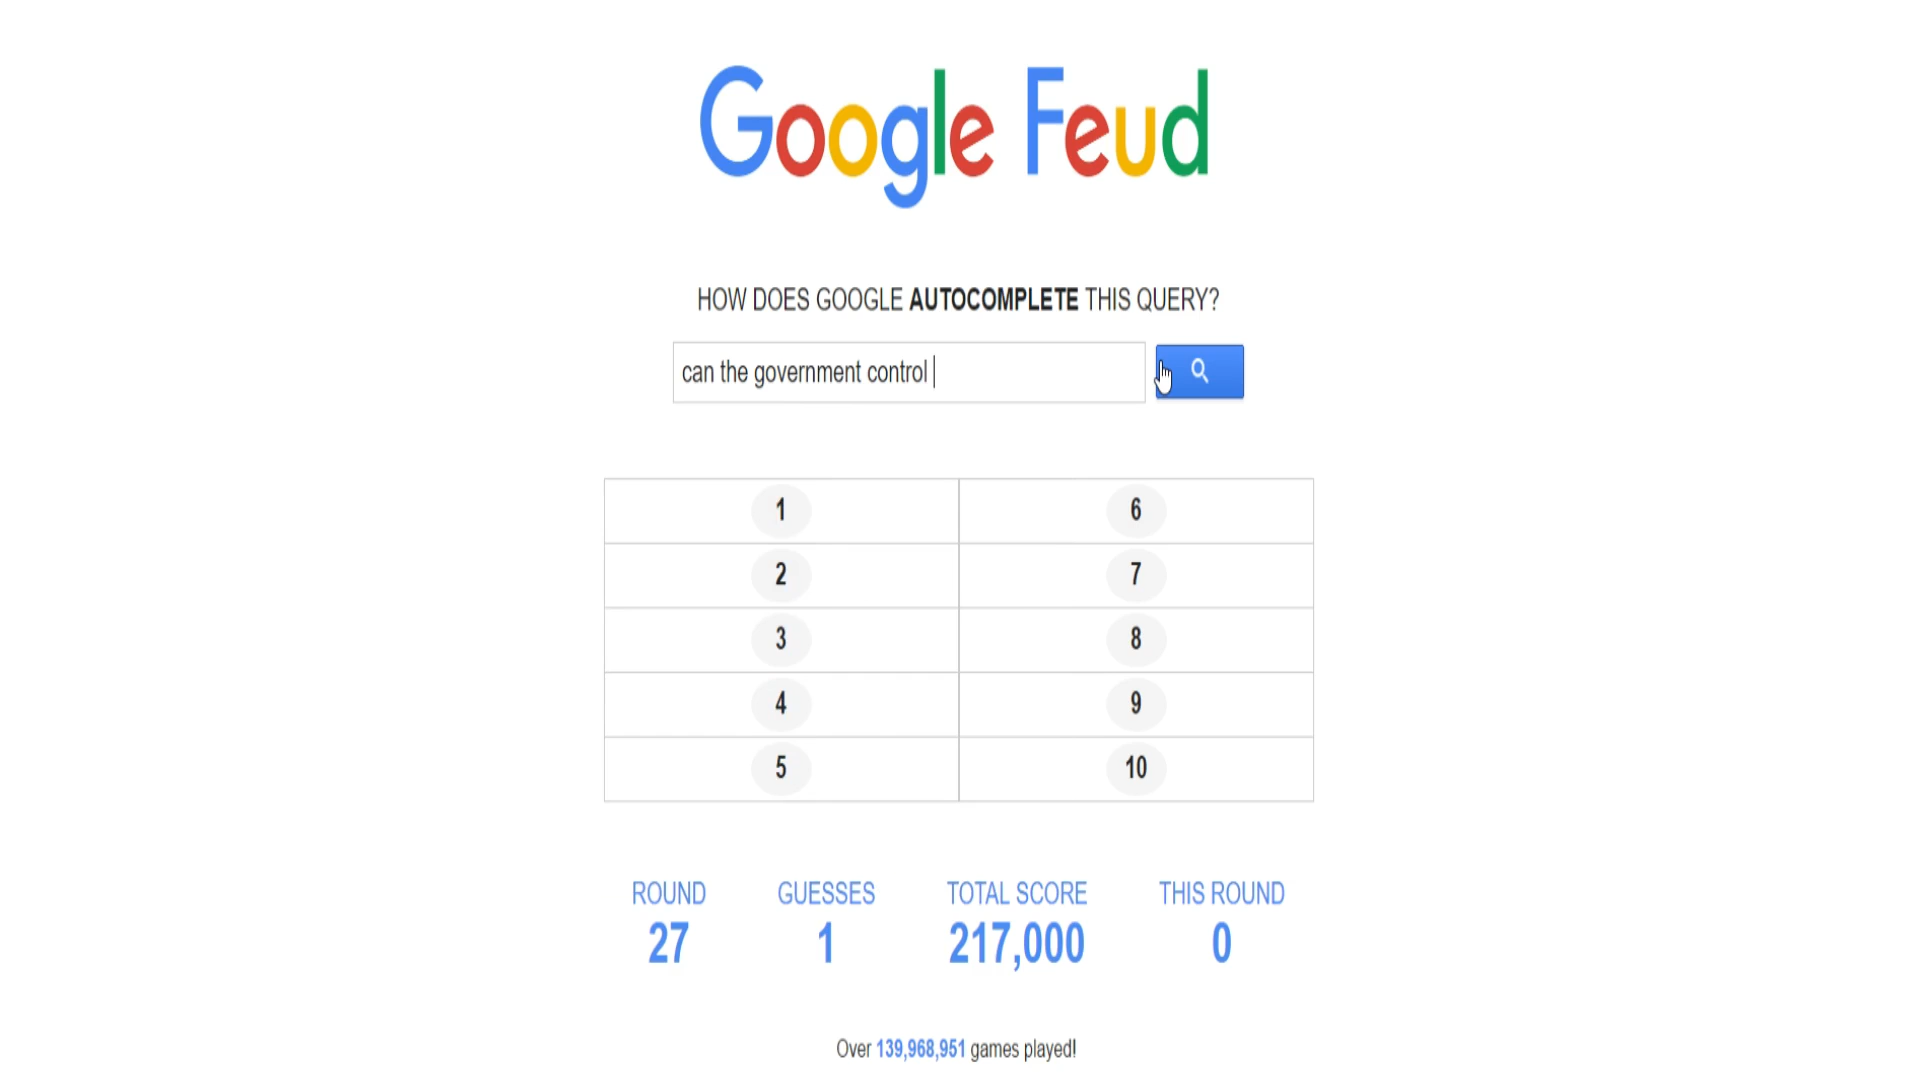 Google Feud
HOW DOES GOOGLE AUTOCOMPLETE THIS QUERY?
can the government control
1 6
2 7
3 8
4 9
5 10
ROUND GUESSES TOTAL SCORE THIS ROUND
27 1 217,000 0
Over 139,968,951 games played!